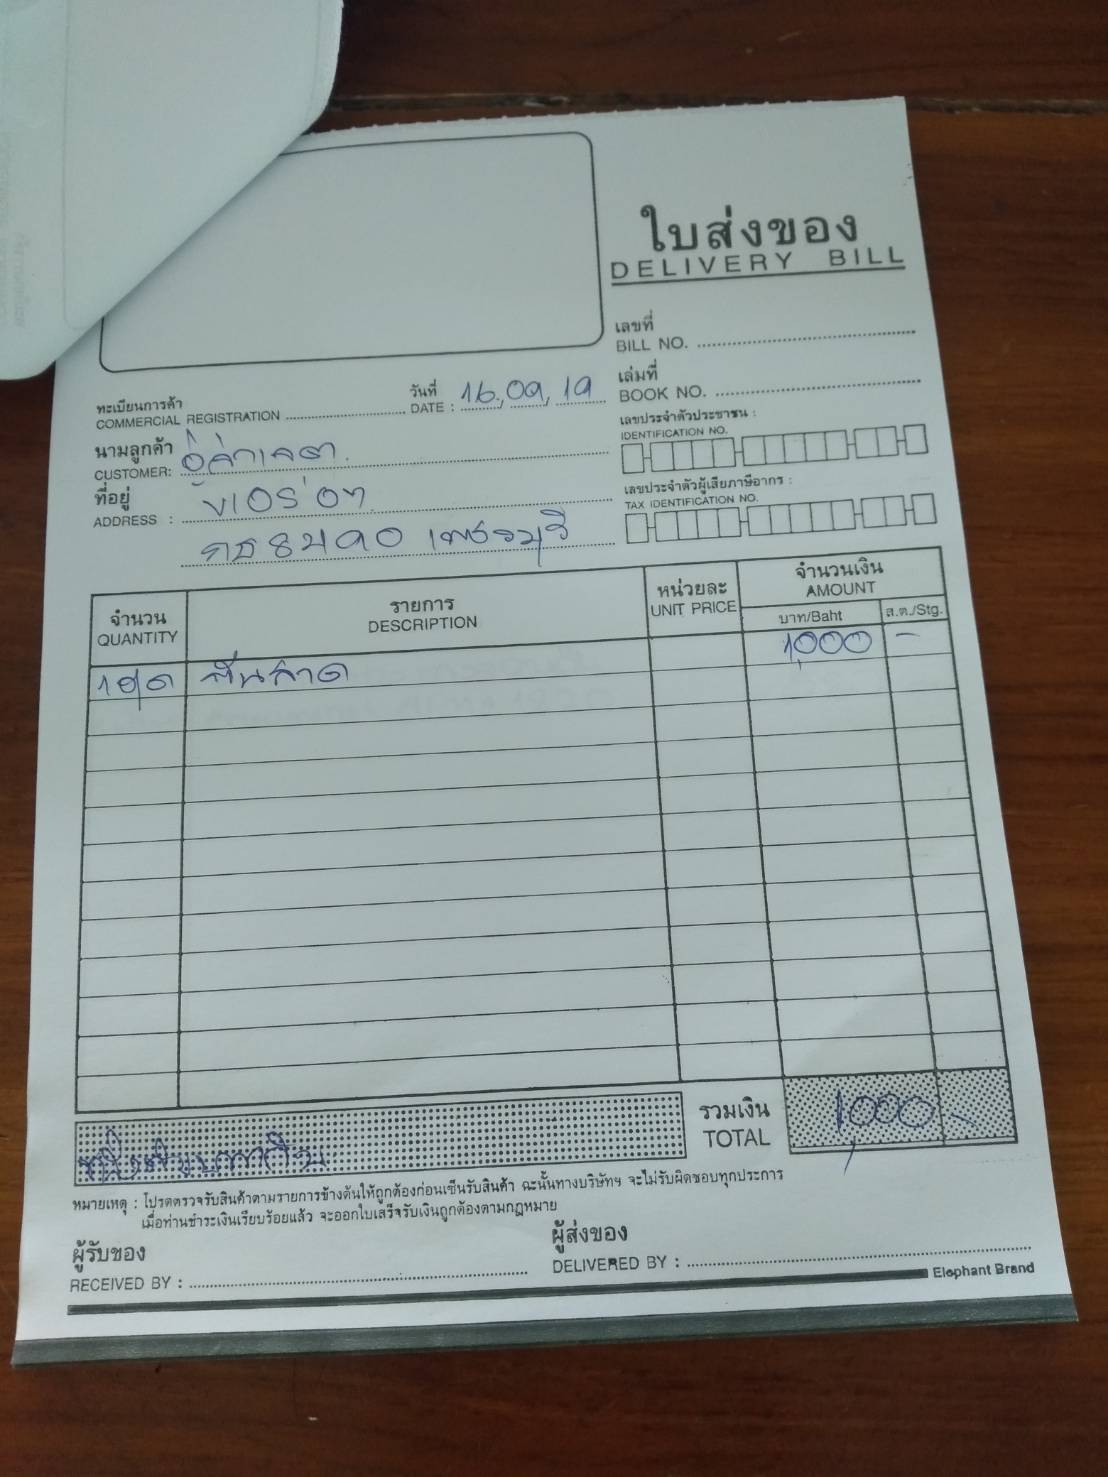 ใบส่งของ
DELIVERY BILL
เลขที่
BILL NO.
เล่มที่
BOOK NO.
ทะเบียนการค้า
COMMERCIAL REGISTRATION
วันที่
DATE : 16, 09, 19
นามลูกค้า
CUSTOMER:
ที่อยู่
ADDRESS :
เลขประจำตัวประชาชน :
IDENTIFICATION NO.
เลขประจำตัวผู้เสียภาษีอากร :
TAX IDENTIFICATION NO.
จำนวน
QUANTITY
รายการ
DESCRIPTION
หน่วยละ
UNIT PRICE
จำนวนเงิน
AMOUNT
บาท/Baht ส.ต./Stg.
1,000 -
1 ชุด
รวมเงิน
TOTAL 1,000 -
หมายเหตุ : โปรดตรวจรับสินค้าตามรายการข้างต้นให้ถูกต้องก่อนเซ็นรับสินค้า ฉะนั้นทางบริษัทฯ จะไม่รับผิดชอบทุกประการ
เมื่อท่านชำระเงินเรียบร้อยแล้ว จะออกใบเสร็จรับเงินถูกต้องตามกฎหมาย
ผู้รับของ
RECEIVED BY :
ผู้ส่งของ
DELIVERED BY :
Elephant Brand